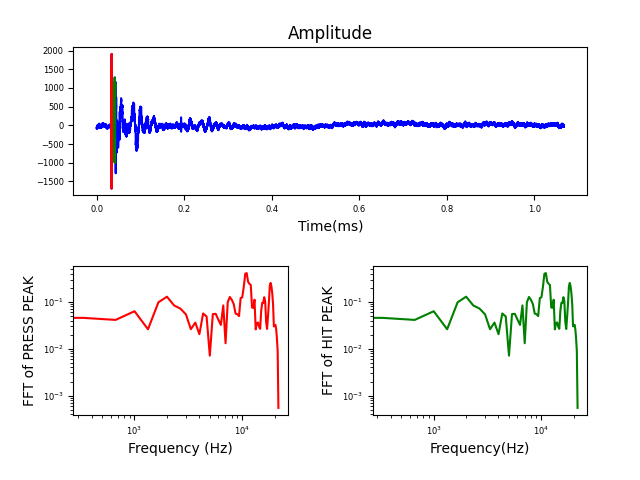 Amplitude
2000
1500
1000
500
0
−500
−1000
−1500
0.0 0.2 0.4 0.6 0.8 1.0
Time(ms)
FFT of PRESS PEAK
10⁻¹
10⁻²
10⁻³
10³ 10⁴
Frequency (Hz)
FFT of HIT PEAK
10⁻¹
10⁻²
10⁻³
10³ 10⁴
Frequency(Hz)